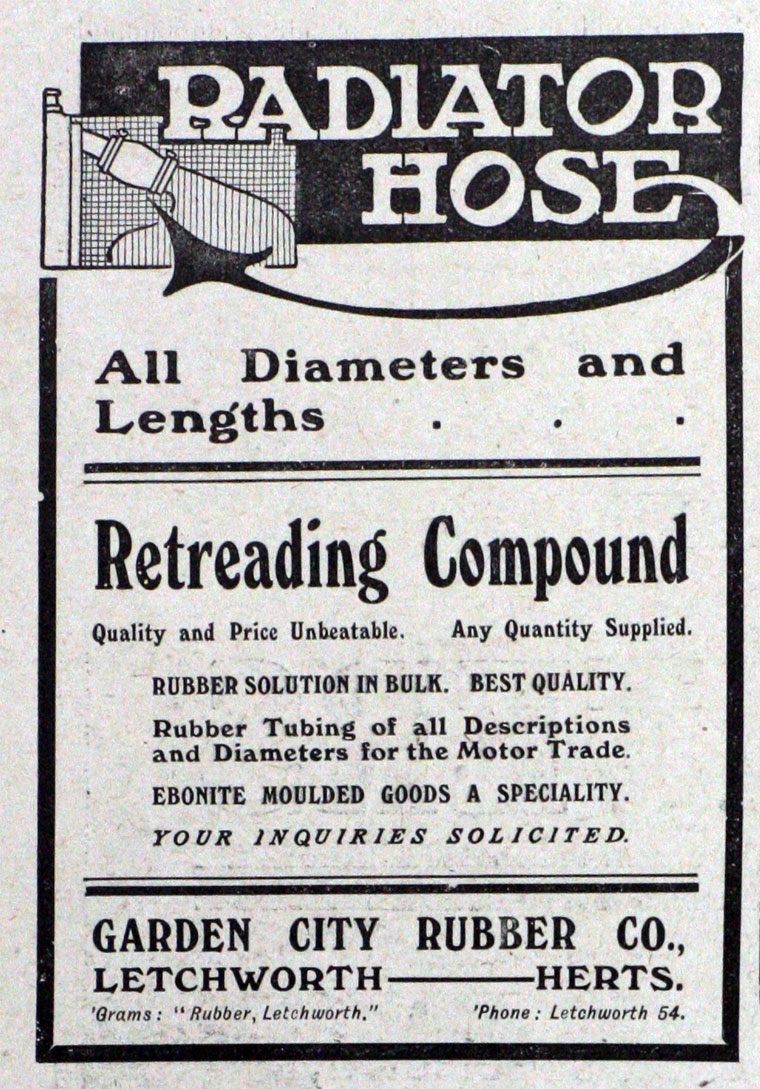 RADIATOR
HOSE
All Diameters and
Lengths . . .
Retreading Compound
Quality and Price Unbeatable. Any Quantity Supplied.
RUBBER SOLUTION IN BULK. BEST QUALITY.
Rubber Tubing of all Descriptions
and Diameters for the Motor Trade.
EBONITE MOULDED GOODS A SPECIALITY.
YOUR INQUIRIES SOLICITED.
GARDEN CITY RUBBER CO.,
LETCHWORTH——HERTS.
'Grams: "Rubber, Letchworth." 'Phone: Letchworth 54.